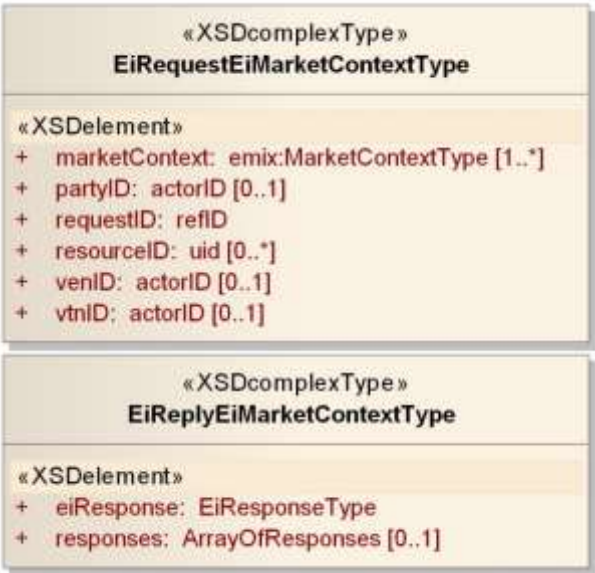 «XSDcomplexType»
EiRequestEiMarketContextType
«XSDelement»
+ marketContext: emix:MarketContextType [1..*]
+ partyID: actorID [0..1]
+ requestID: refID
+ resourceID: uid [0..*]
+ venID: actorID [0..1]
+ vtnID: actorID [0..1]
«XSDcomplexType»
EiReplyEiMarketContextType
«XSDelement»
+ eiResponse: EiResponseType
+ responses: ArrayOfResponses [0..1]